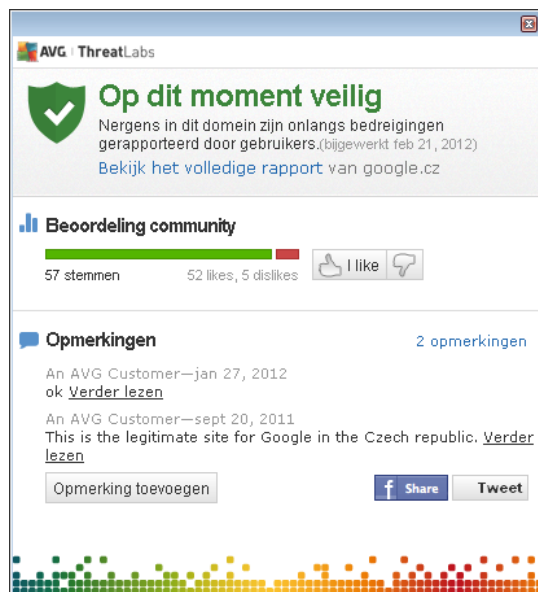 AVG ThreatLabs
Op dit moment veilig
Nergens in dit domein zijn onlangs bedreigingen
gerapporteerd door gebruikers.(bijgewerkt feb 21, 2012)
Bekijk het volledige rapport van google.cz
Beoordeling community
57 stemmen 52 likes, 5 dislikes I like
Opmerkingen 2 opmerkingen
An AVG Customer—jan 27, 2012
ok Verder lezen
An AVG Customer—sept 20, 2011
This is the legitimate site for Google in the Czech republic. Verder
lezen
Opmerking toevoegen f Share Tweet